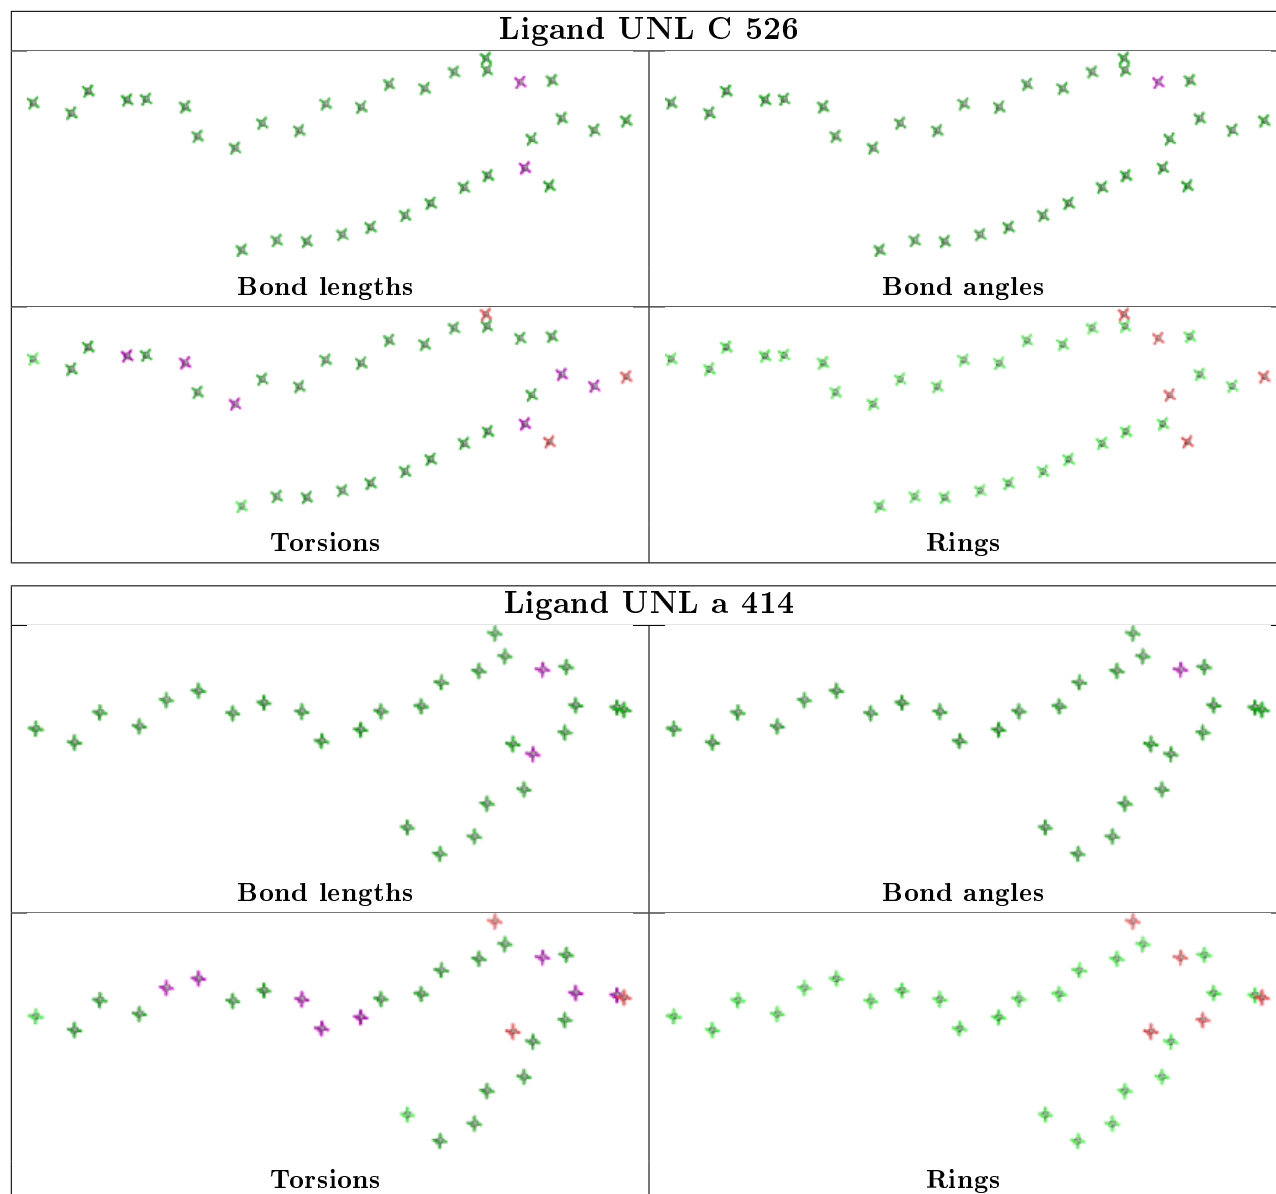 Ligand UNL C 526
Bond lengths
Bond angles
Torsions
Rings
Ligand UNL a 414
Bond lengths
Bond angles
Torsions
Rings